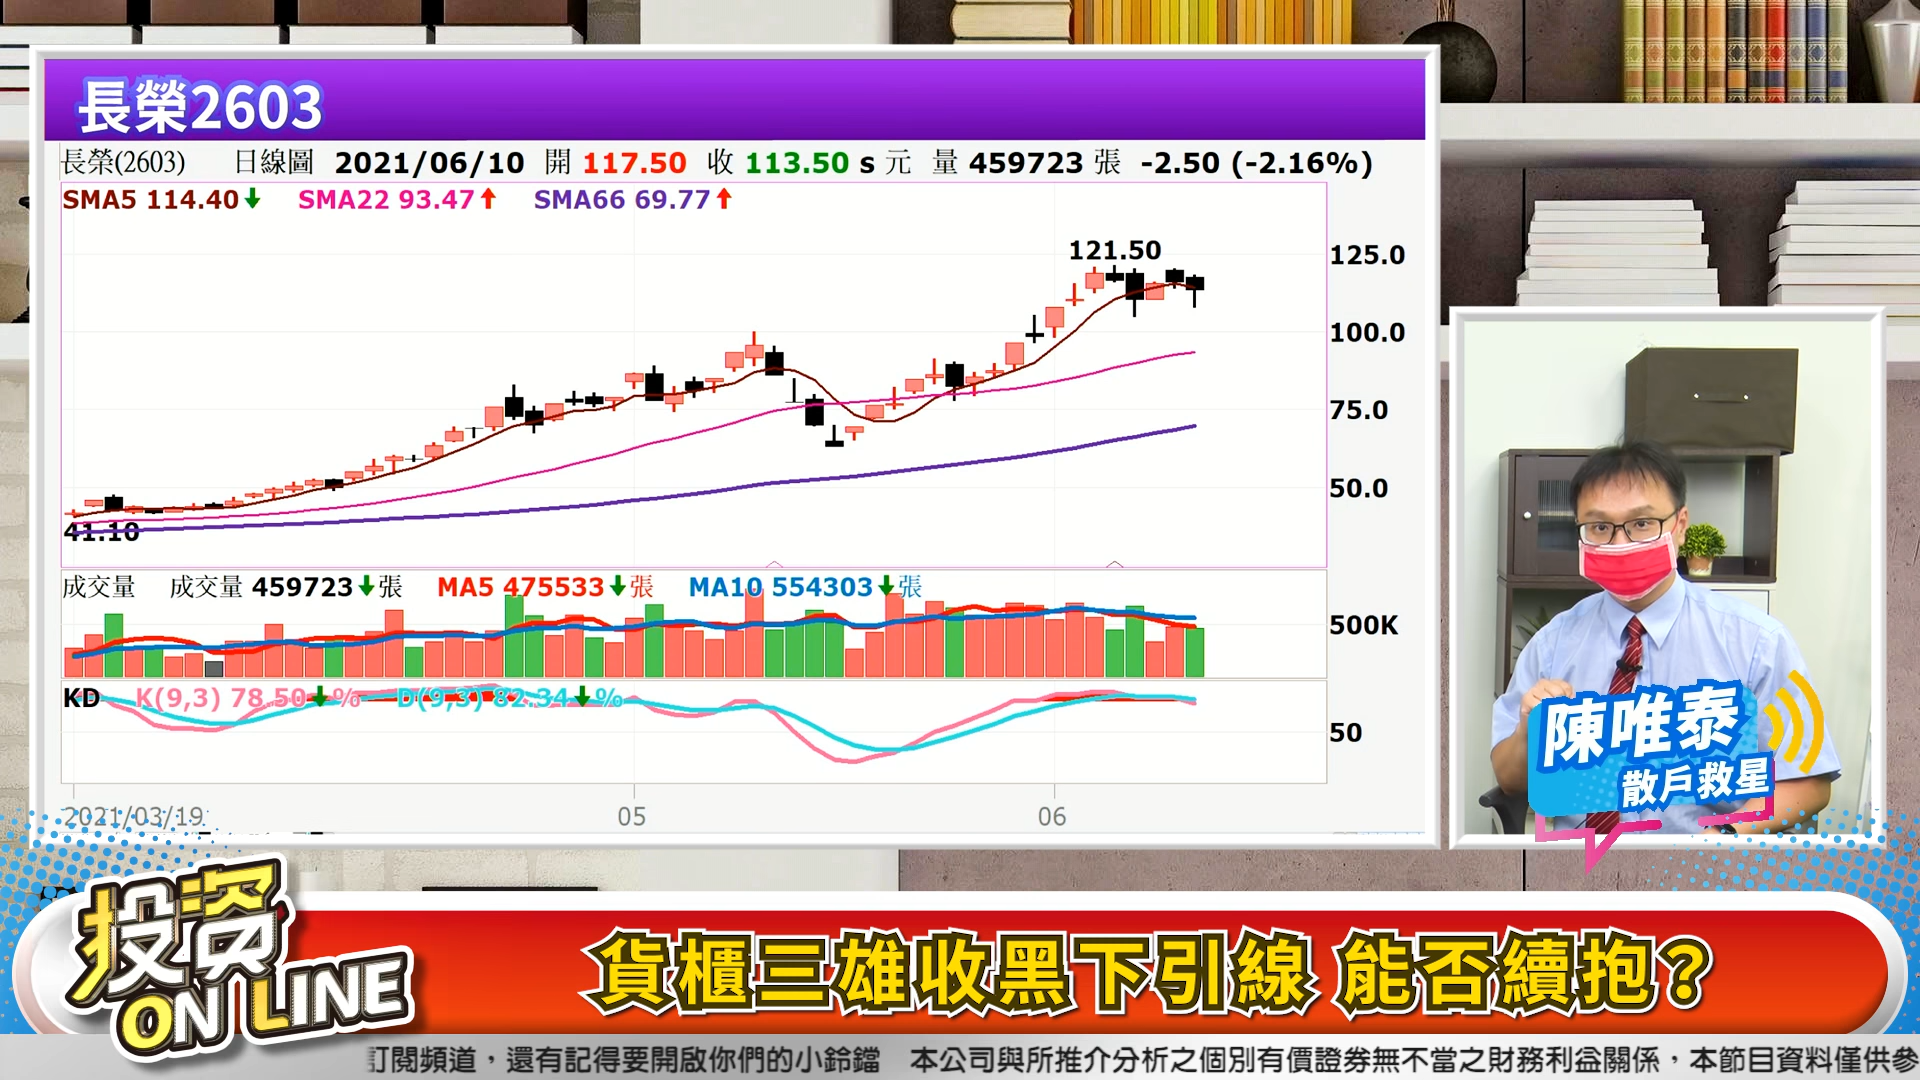 長榮2603
長榮(2603) 日線圖 2021/06/10 開 117.50 收 113.50 s 元 量 459723 張 -2.50 (-2.16%)
SMA5 114.40 SMA22 93.47 SMA66 69.77
121.50
125.0
100.0
75.0
50.0
41.10
成交量 成交量 459723 張 MA5 475533 張 MA10 554303 張
500K
KD K(9,3) 78.50 % D(9,3) 82.34 %
50
2021/03/19 05 06
陳唯泰
散戶救星
投資
ON LINE
貨櫃三雄收黑下引線 能否續抱?
訂閱頻道，還有記得要開啟你們的小鈴鐺 本公司與所推介分析之個別有價證券無不當之財務利益關係，本節目資料僅供參